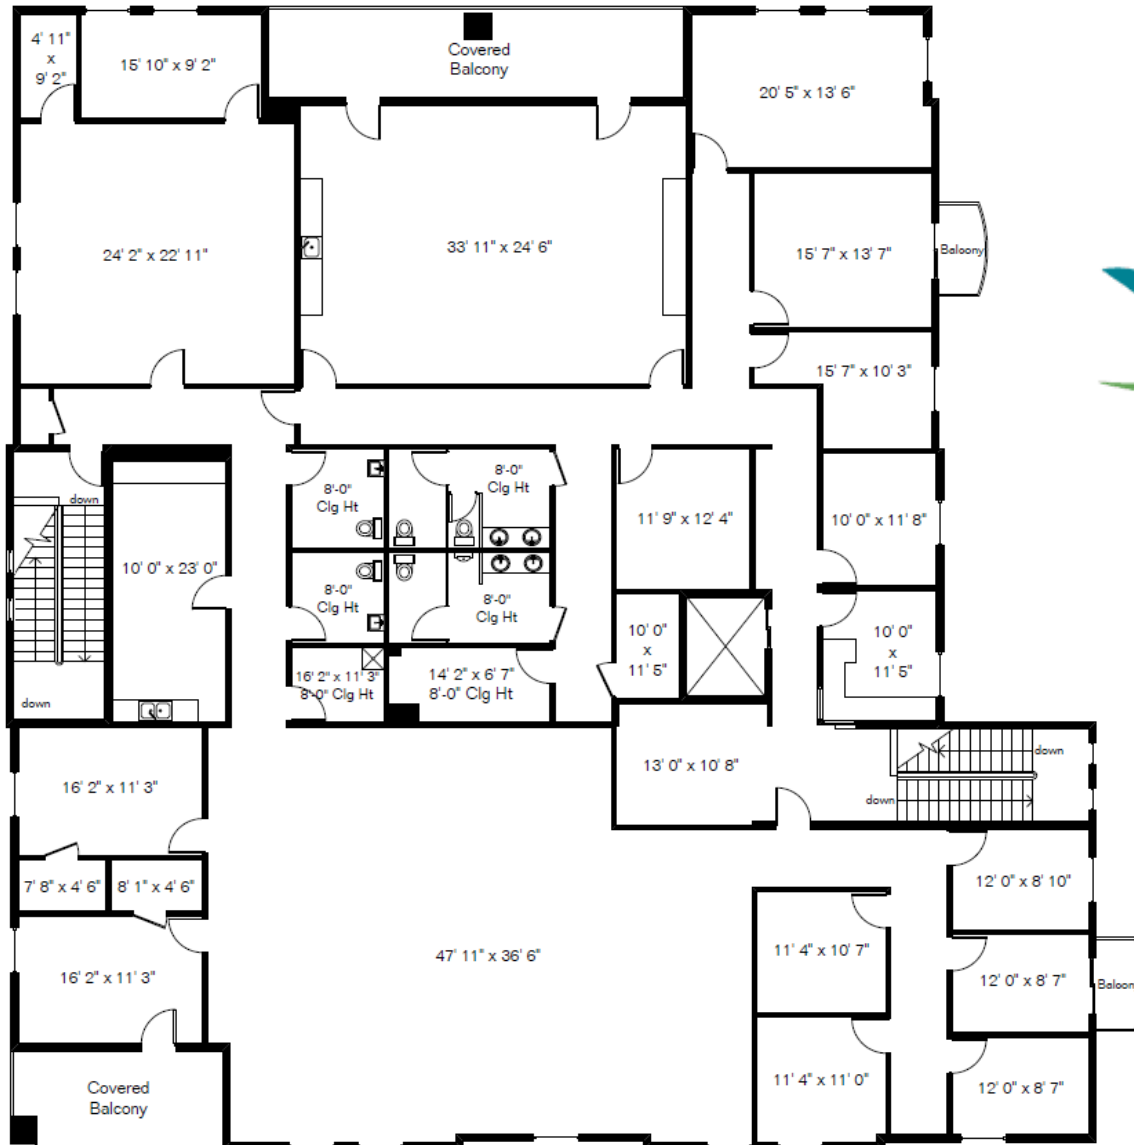 4' 11"
x
9' 2"
15' 10" x 9' 2"
Covered
Balcony
20' 5" x 13' 6"
24' 2" x 22' 11"
33' 11" x 24' 6"
15' 7" x 13' 7"
Balcony
15' 7" x 10' 3"
down
8'-0"
Clg Ht
8'-0"
Clg Ht
11' 9" x 12' 4"
10' 0" x 11' 8"
10' 0" x 23' 0"
8'-0"
Clg Ht
8'-0"
Clg Ht
10' 0"
x
11' 5"
10' 0"
x
11' 5"
16' 2" x 11' 3"
8'-0" Clg Ht
14' 2" x 6' 7"
8'-0" Clg Ht
down
13' 0" x 10' 8"
down
down
16' 2" x 11' 3"
7' 8" x 4' 6"
8' 1" x 4' 6"
12' 0" x 8' 10"
47' 11" x 36' 6"
11' 4" x 10' 7"
16' 2" x 11' 3"
12' 0" x 8' 7"
Balcon
11' 4" x 11' 0"
12' 0" x 8' 7"
Covered
Balcony